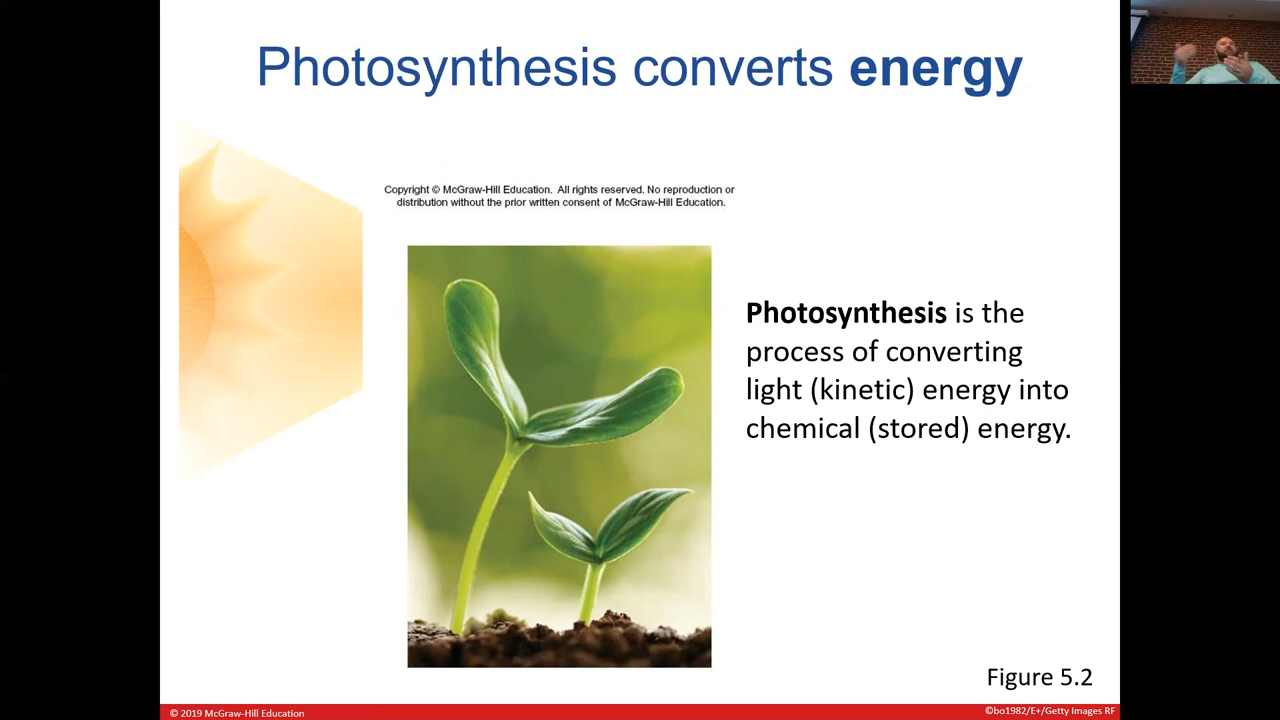 Photosynthesis converts energy
Copyright © McGraw-Hill Education. All rights reserved. No reproduction or
distribution without the prior written consent of McGraw-Hill Education.
Photosynthesis is the
process of converting
light (kinetic) energy into
chemical (stored) energy.
Figure 5.2
© 2019 McGraw-Hill Education
©bo1982/E+/Getty Images RF